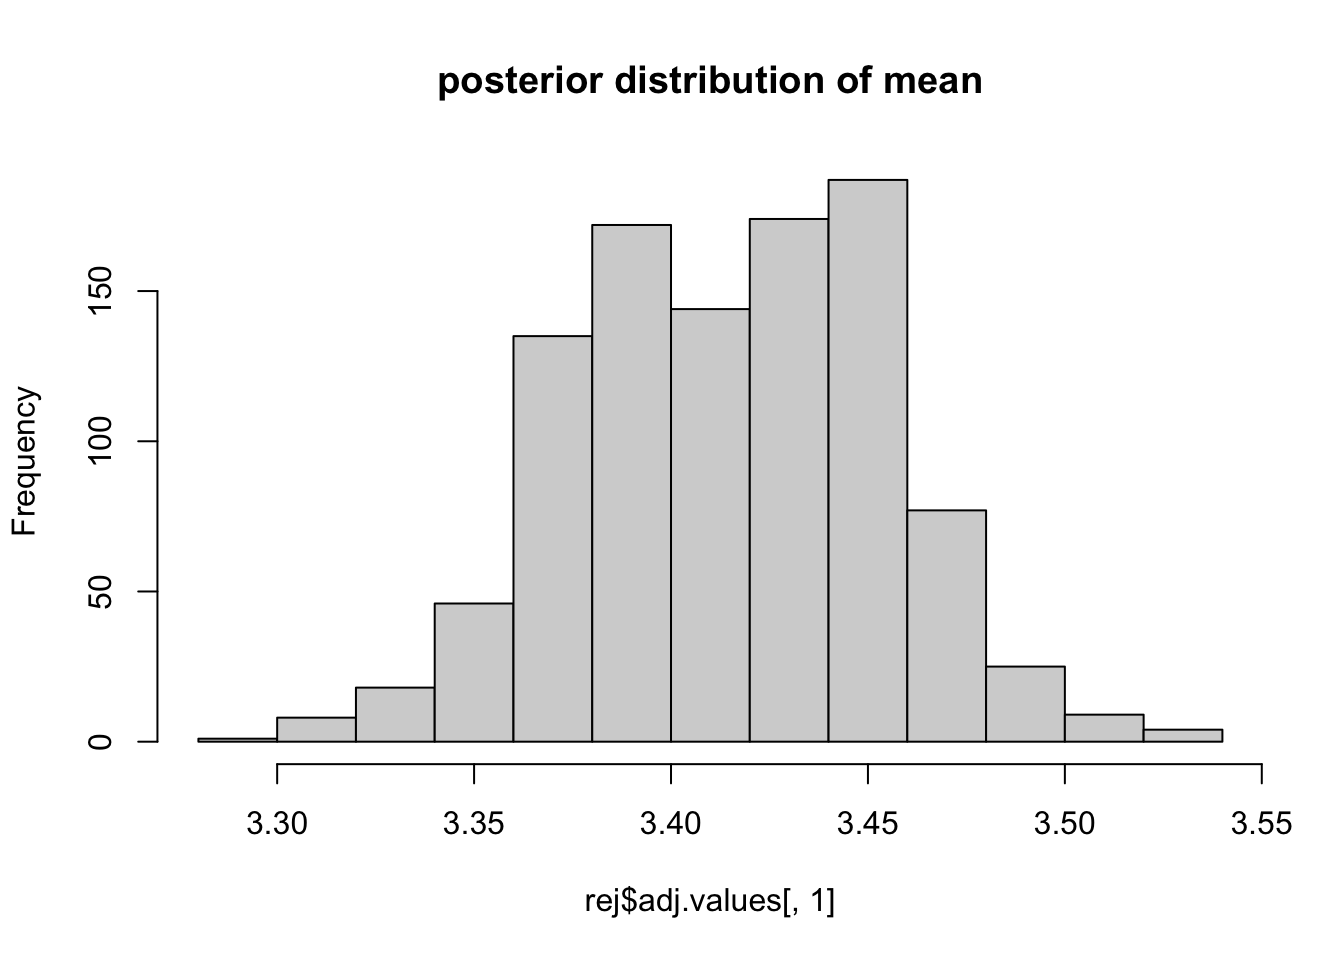 posterior distribution of mean
Frequency
150
100
50
0
3.30 3.35 3.40 3.45 3.50 3.55
rej$adj.values[, 1]